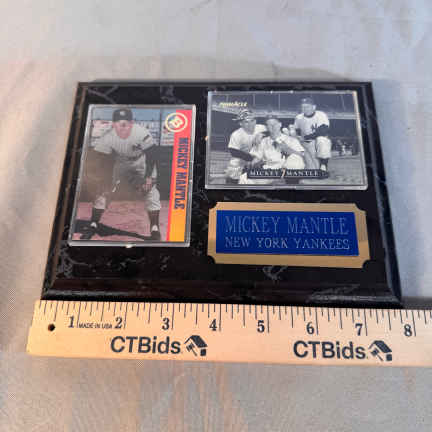 PINNACLE
MICKEY 7 MANTLE
B
MICKEY MANTLE
MICKEY MANTLE
NEW YORK YANKEES
1 MADE IN USA 2 3 4 5 6 7 8
CTBids CTBids